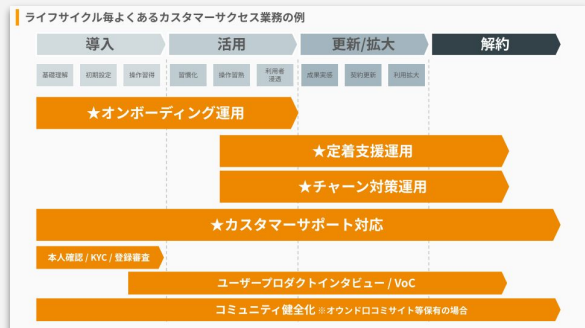 ライフサイクル毎よくあるカスタマーサクセス業務の例
導入
活用
更新/拡大
解約
基礎理解
初期設定
操作習得
習慣化
操作習熟
利用者
浸透
成果実感
契約更新
利用拡大
★オンボーディング運用
★定着支援運用
★チャーン対策運用
★カスタマーサポート対応
本人確認 / KYC / 登録審査
ユーザープロダクトインタビュー / VoC
コミュニティ健全化 ※オウンド口コミサイト等保有の場合